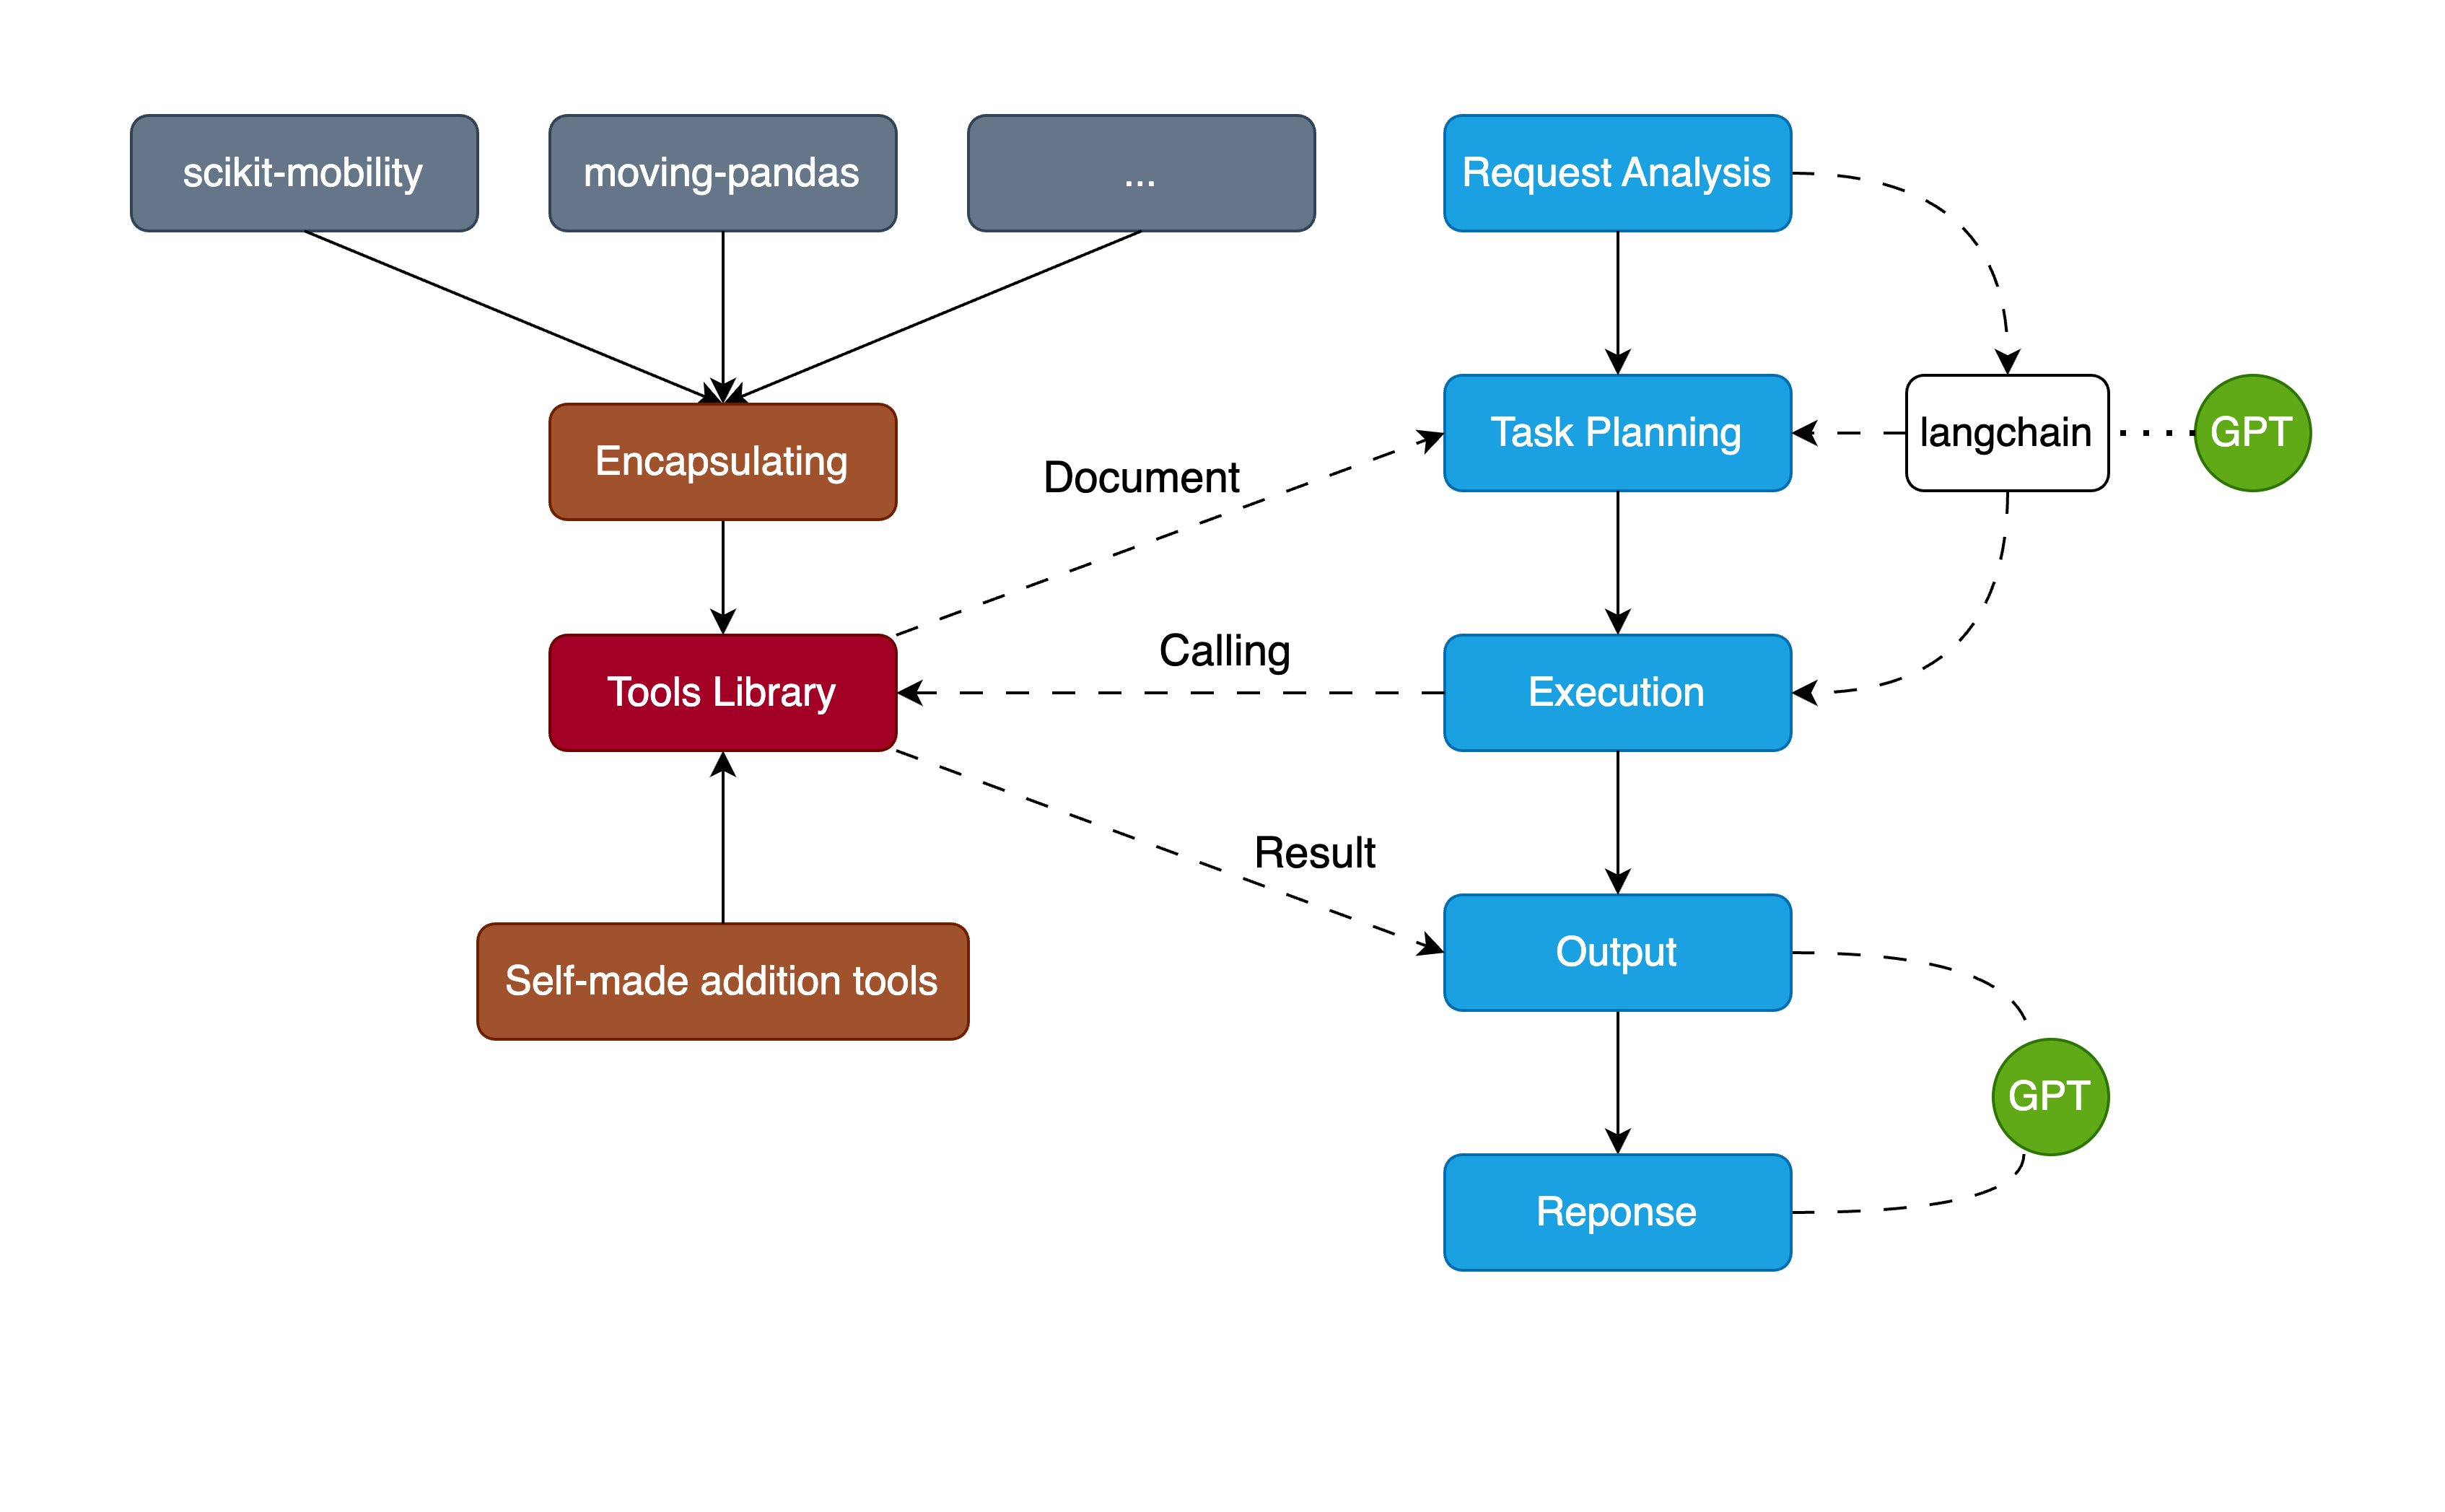 scikit-mobility
moving-pandas
...
Request Analysis
Encapsulating
Document
Task Planning
langchain
GPT
Tools Library
Calling
Execution
Result
Self-made addition tools
Output
GPT
Reponse